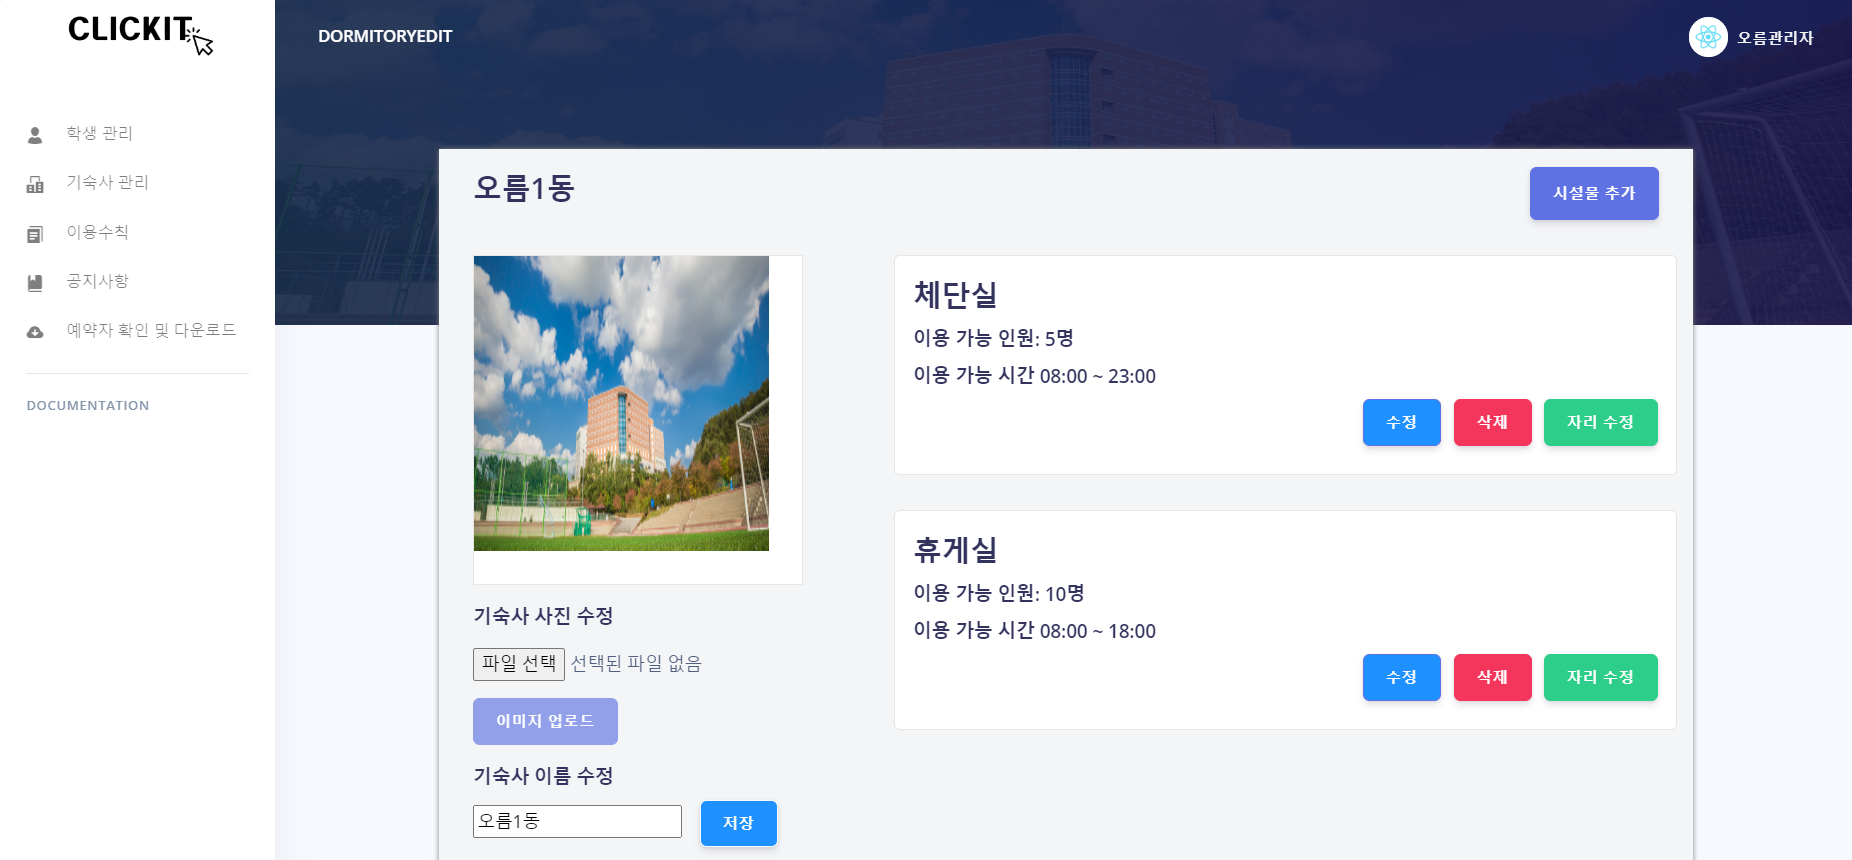 CLICKIT
DORMITORYEDIT
오름관리자
학생 관리
기숙사 관리
이용수칙
공지사항
예약자 확인 및 다운로드
DOCUMENTATION
오름1동
시설물 추가
기숙사 사진 수정
파일 선택 선택된 파일 없음
이미지 업로드
기숙사 이름 수정
오름1동
저장
체단실
이용 가능 인원: 5명
이용 가능 시간 08:00 ~ 23:00
수정 삭제 자리 수정
휴게실
이용 가능 인원: 10명
이용 가능 시간 08:00 ~ 18:00
수정 삭제 자리 수정